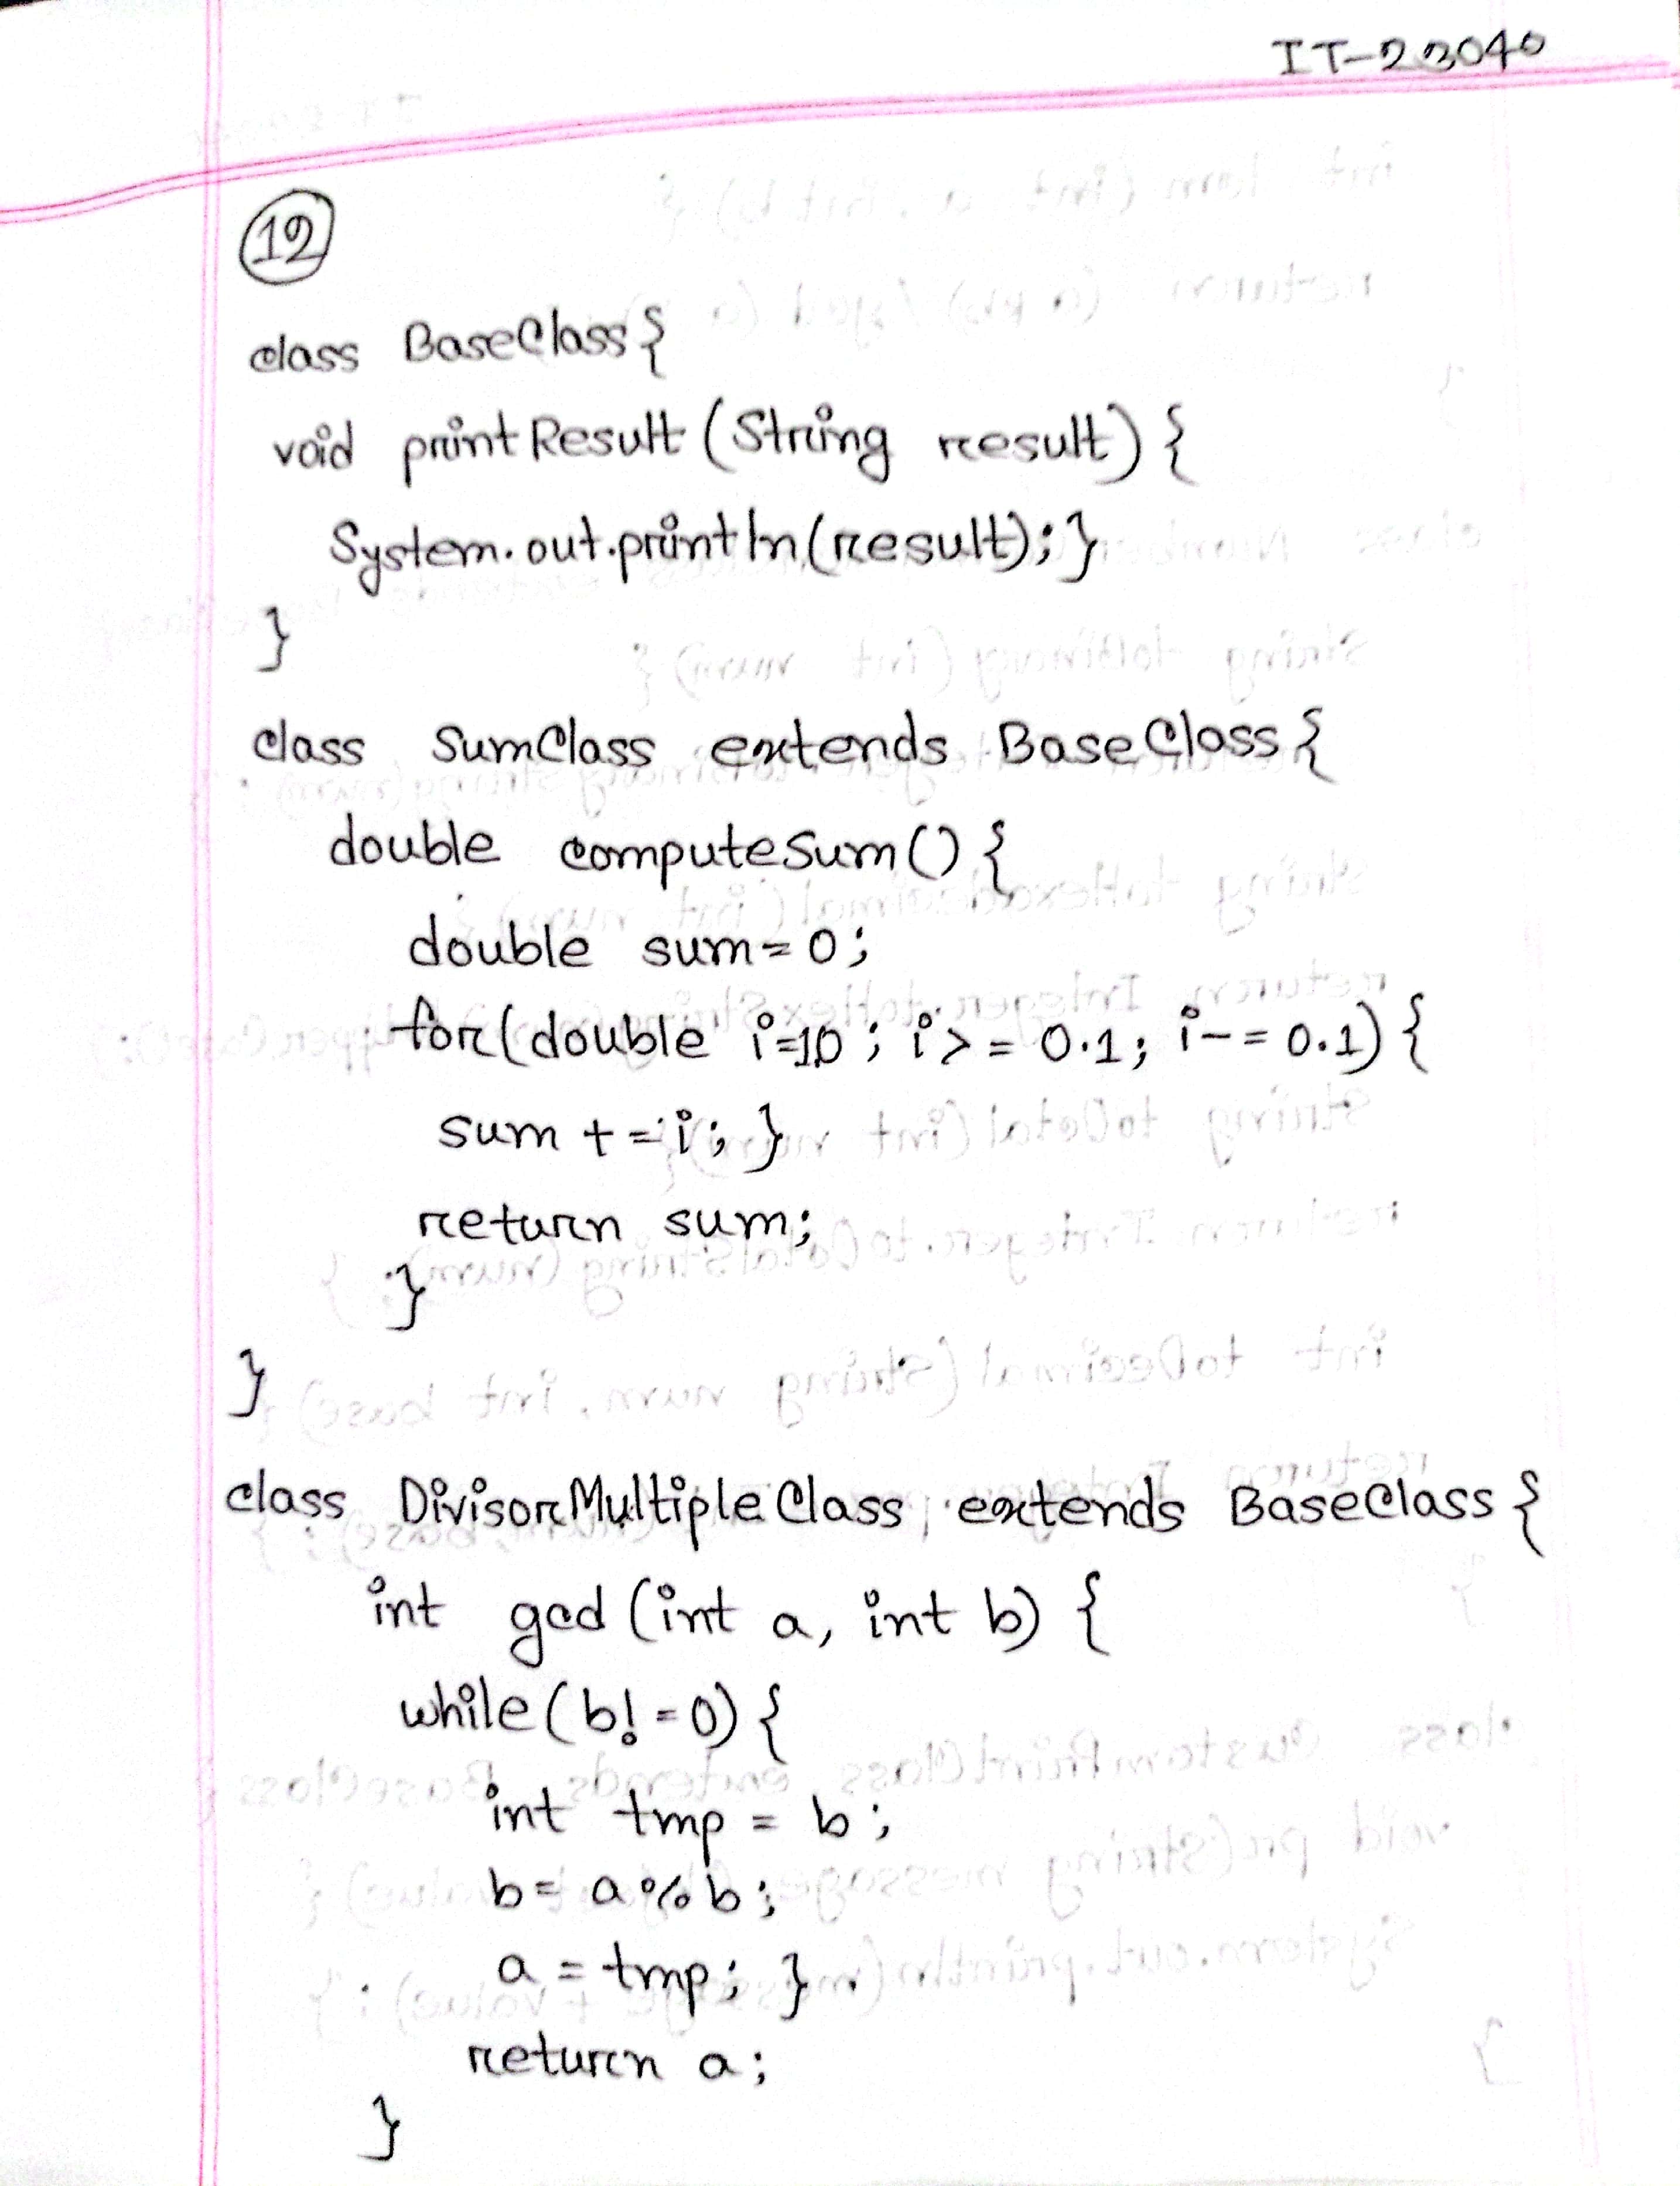 IT-23040
12
class BaseClass{
void printResult (String result) {
System.out.println(result);}
}
class SumClass extends BaseClass{
double computeSum() {
double sum=0;
for(double i=1.0; i>= 0.1; i-= 0.1) {
sum +=i; }
return sum;
}
}
class DivisorMultipleClass extends BaseClass {
int gcd (int a, int b) {
while (b! =0) {
int tmp = b;
b= a%b;
a = tmp; }
return a;
}